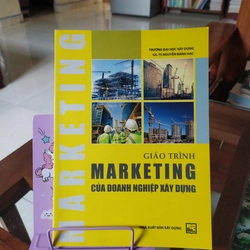 TRƯỜNG ĐẠI HỌC XÂY DỰNG
GS. TS NGUYỄN ĐĂNG HẠC
MARKETING
GIÁO TRÌNH
MARKETING
CỦA DOANH NGHIỆP XÂY DỰNG
NHÀ XUẤT BẢN XÂY DỰNG